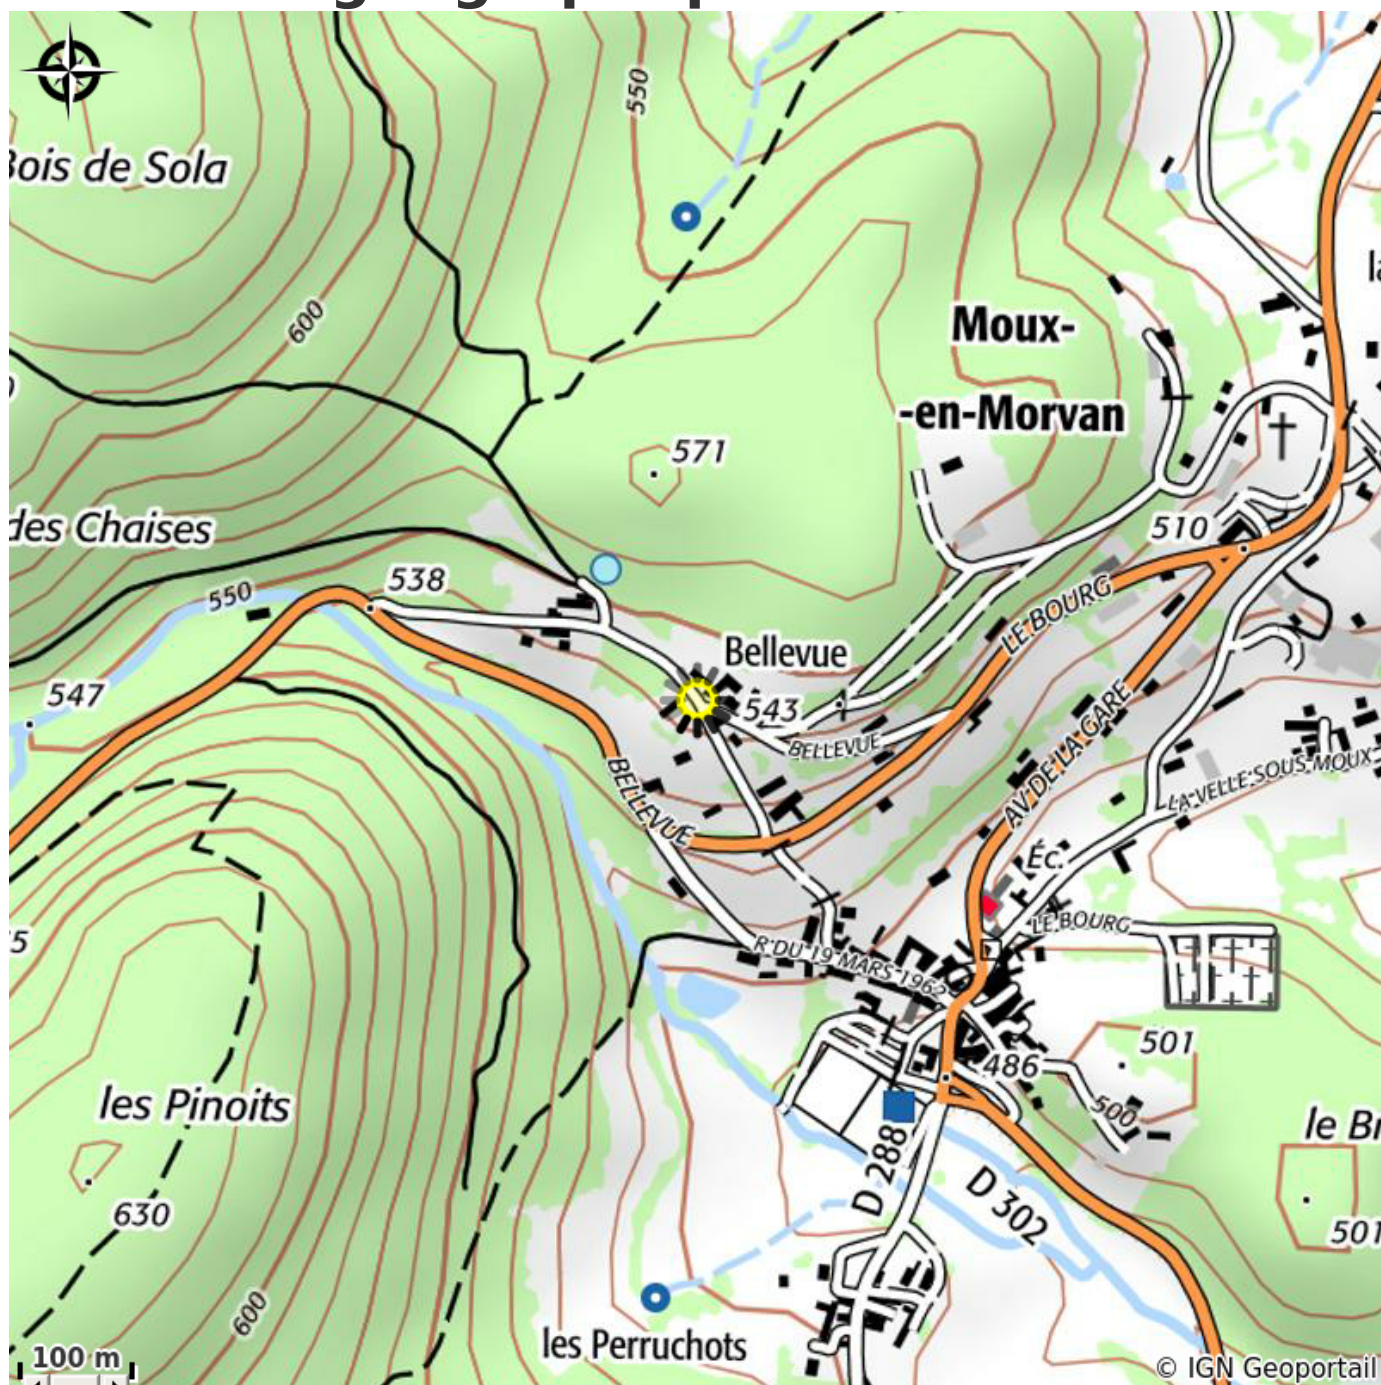 550
Bois de Sola
600
Moux-
-en-Morvan
571
des Chaises
510
538
550
LE BOURG
Bellevue
547
543
BELLEVUE
AV DE LA GARE
BELLEVUE
LA VELLE SOUS MOUX
Éc.
LE BOURG
R DU 19 MARS 1962
501
486
les Pinoits
500
D 288
D 302
630
501
600
les Perruchots
100 m
© IGN Geoportail